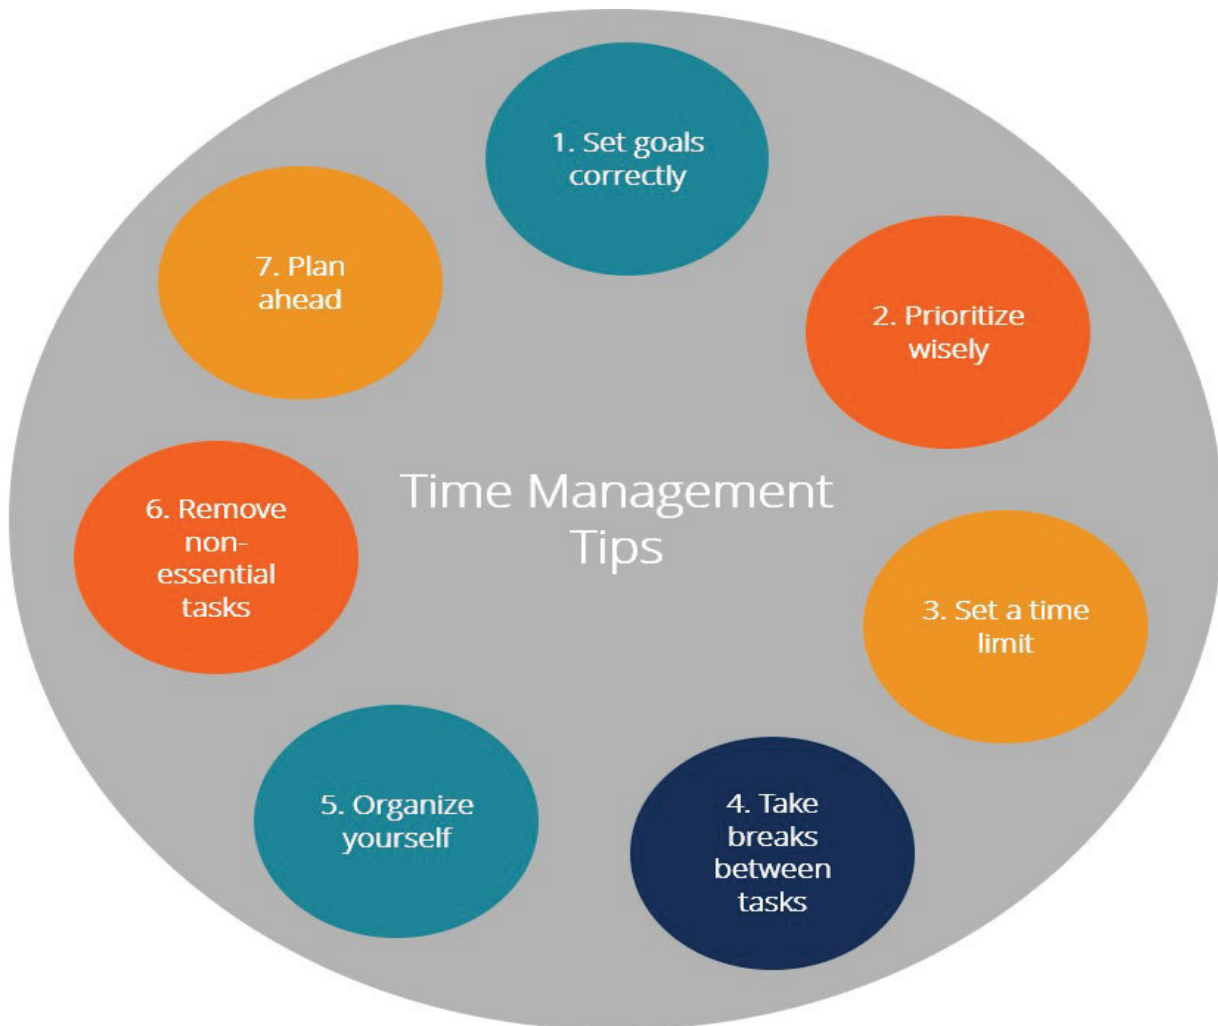 Time Management
Tips
1. Set goals
correctly
2. Prioritize
wisely
3. Set a time
limit
4. Take
breaks
between
tasks
5. Organize
yourself
6. Remove
non-
essential
tasks
7. Plan
ahead